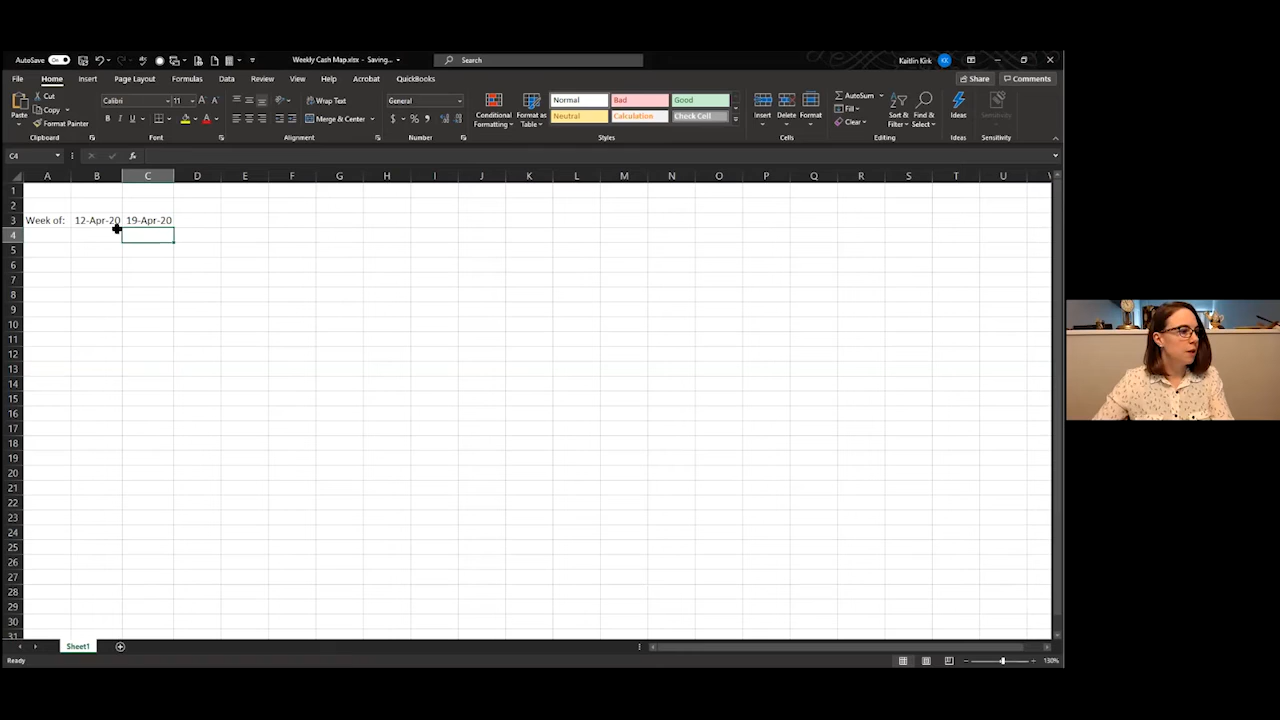 AutoSave On Weekly Cash Map.xlsx - Saving... Search Kaitlin Kirk KK
File Home Insert Page Layout Formulas Data Review View Help Acrobat QuickBooks Share Comments
Paste Cut Copy Format Painter Clipboard
Calibri 11 A A B I U A Font
Wrap Text Merge & Center Alignment
General $ % , Number
Conditional Formatting Format as Table
Normal Bad Good
Neutral Calculation Check Cell
Styles
Insert Delete Format Cells
AutoSum Fill Clear Sort & Filter Find & Select Editing
Ideas Ideas
Sensitivity Sensitivity
C4 fx
A B C D E F G H I J K L M N O P Q R S T U
1
2
3 Week of: 12-Apr-20 19-Apr-20
4
5
6
7
8
9
10
11
12
13
14
15
16
17
18
19
20
21
22
23
24
25
26
27
28
29
30
31
Sheet1
Ready 130%